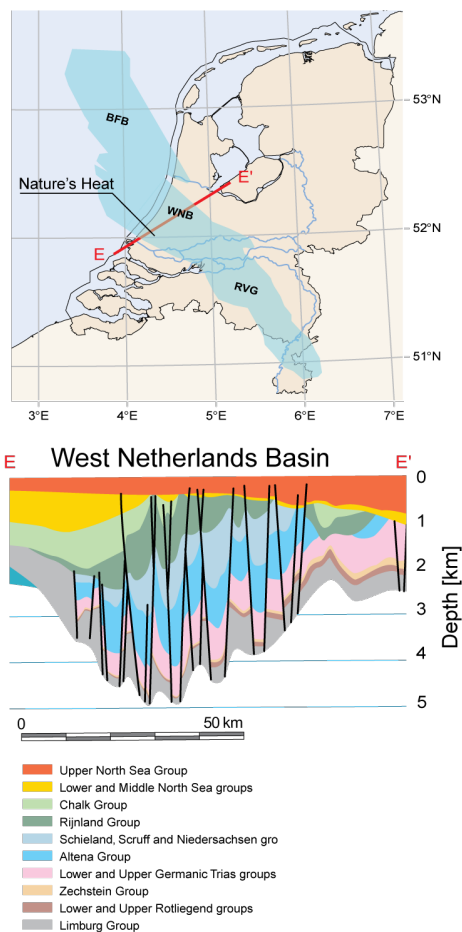 53°N
BFB
Nature's Heat
E'
WNB
52°N
E
RVG
51°N
3°E 4°E 5°E 6°E 7°E
E West Netherlands Basin E'
0
1
2
3
4
5
Depth [km]
0 50 km
Upper North Sea Group
Lower and Middle North Sea groups
Chalk Group
Rijnland Group
Schieland, Scruff and Niedersachsen gro
Altena Group
Lower and Upper Germanic Trias groups
Zechstein Group
Lower and Upper Rotliegend groups
Limburg Group